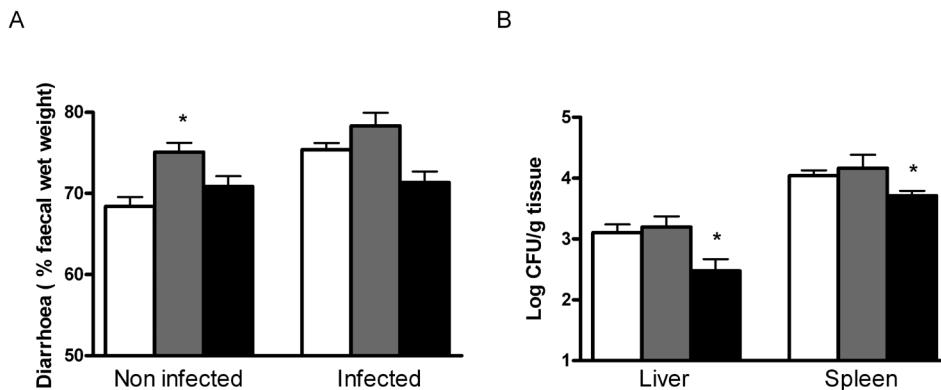 A
Diarrhoea ( % faecal wet weight)
80
70
60
50
*
Non infected
Infected
B
Log CFU/g tissue
5
4
3
2
1
*
*
Liver
Spleen